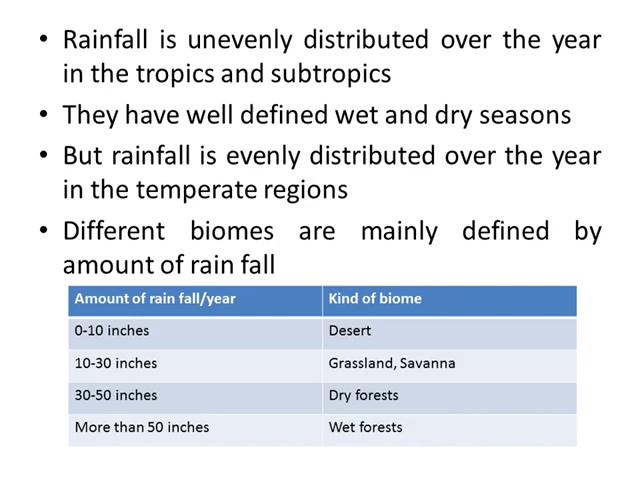 • Rainfall is unevenly distributed over the year
in the tropics and subtropics
• They have well defined wet and dry seasons
• But rainfall is evenly distributed over the year
in the temperate regions
• Different biomes are mainly defined by
amount of rain fall
Amount of rain fall/year Kind of biome
0-10 inches Desert
10-30 inches Grassland, Savanna
30-50 inches Dry forests
More than 50 inches Wet forests